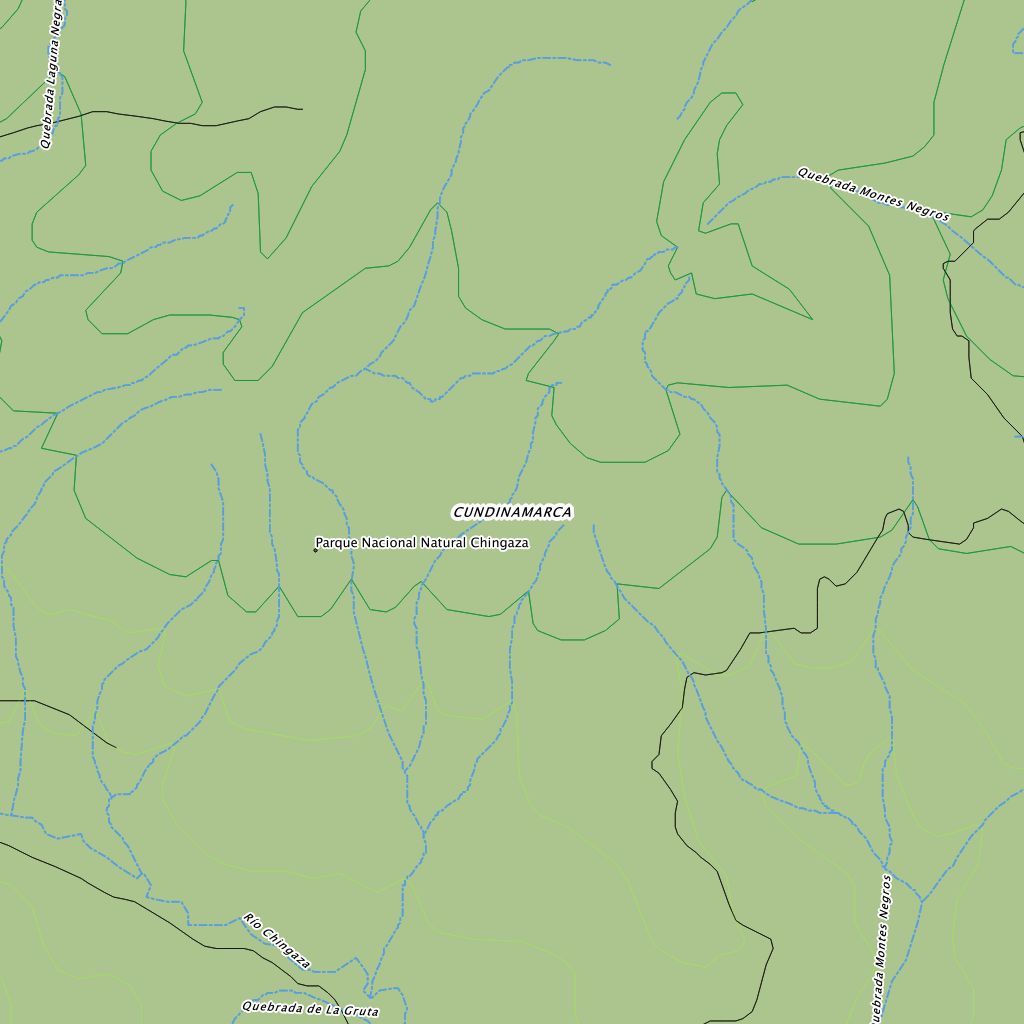 Quebrada Laguna Negra
Quebrada Montes Negros
CUNDINAMARCA
Parque Nacional Natural Chingaza
Quebrada Montes Negros
Río Chingaza
Quebrada de La Gruta